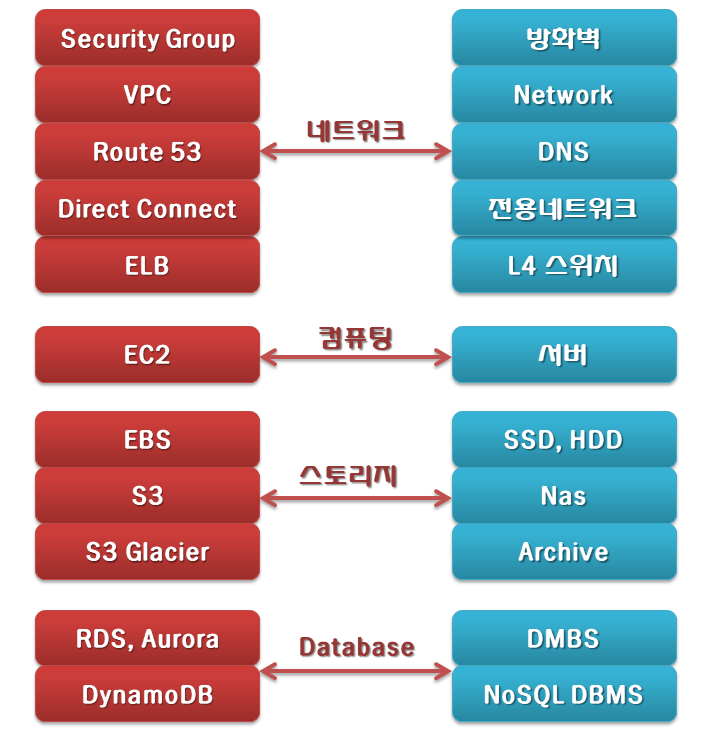 Security Group
방화벽
VPC
Network
네트워크
Route 53
DNS
Direct Connect
전용네트워크
ELB
L4 스위치
컴퓨팅
EC2
서버
EBS
SSD, HDD
스토리지
S3
Nas
S3 Glacier
Archive
RDS, Aurora
DMBS
Database
DynamoDB
NoSQL DBMS